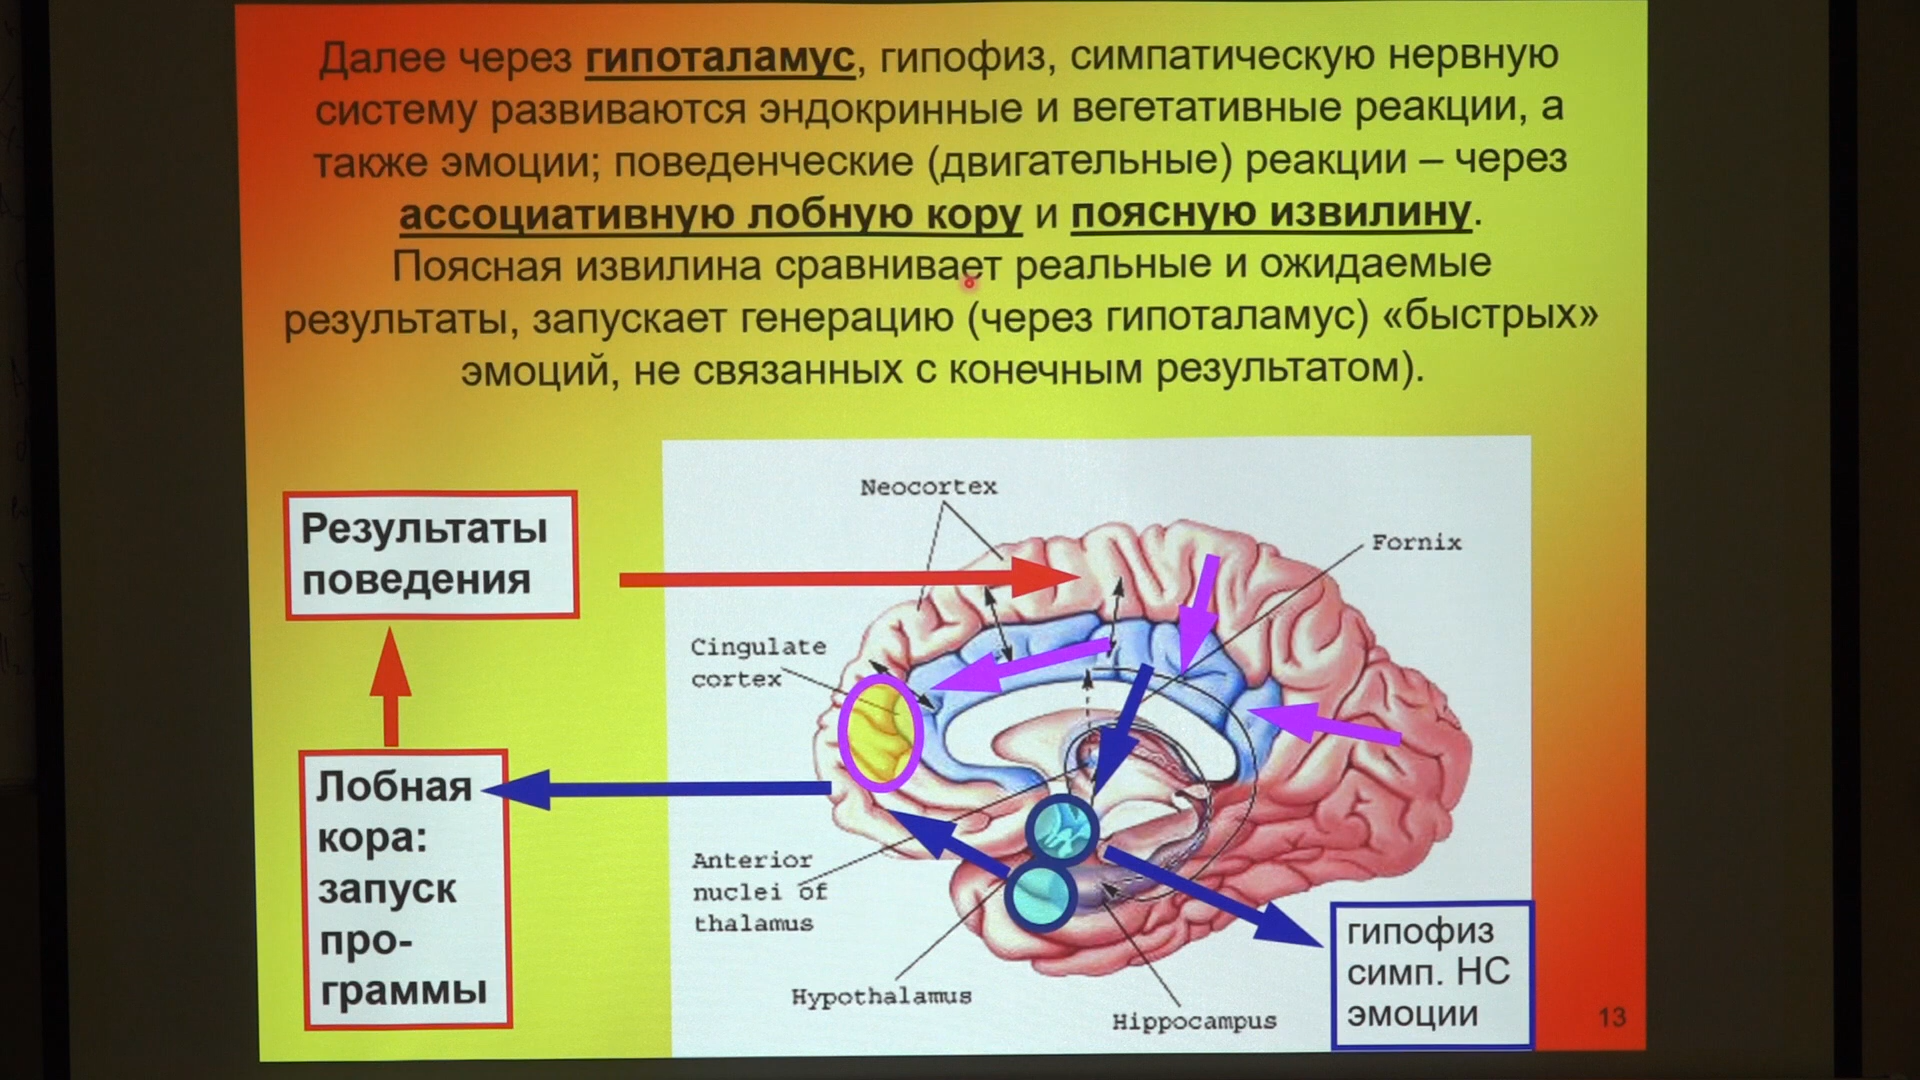 Далее через гипоталамус, гипофиз, симпатическую нервную
систему развиваются эндокринные и вегетативные реакции, а
также эмоции; поведенческие (двигательные) реакции – через
ассоциативную лобную кору и поясную извилину.
Поясная извилина сравнивает реальные и ожидаемые
результаты, запускает генерацию (через гипоталамус) «быстрых»
эмоций, не связанных с конечным результатом).
Neocortex
Fornix
Результаты
поведения
Cingulate
cortex
Лобная
кора:
запуск
про-
граммы
Anterior
nuclei of
thalamus
Hypothalamus
Hippocampus
гипофиз
симп. НС
эмоции
13